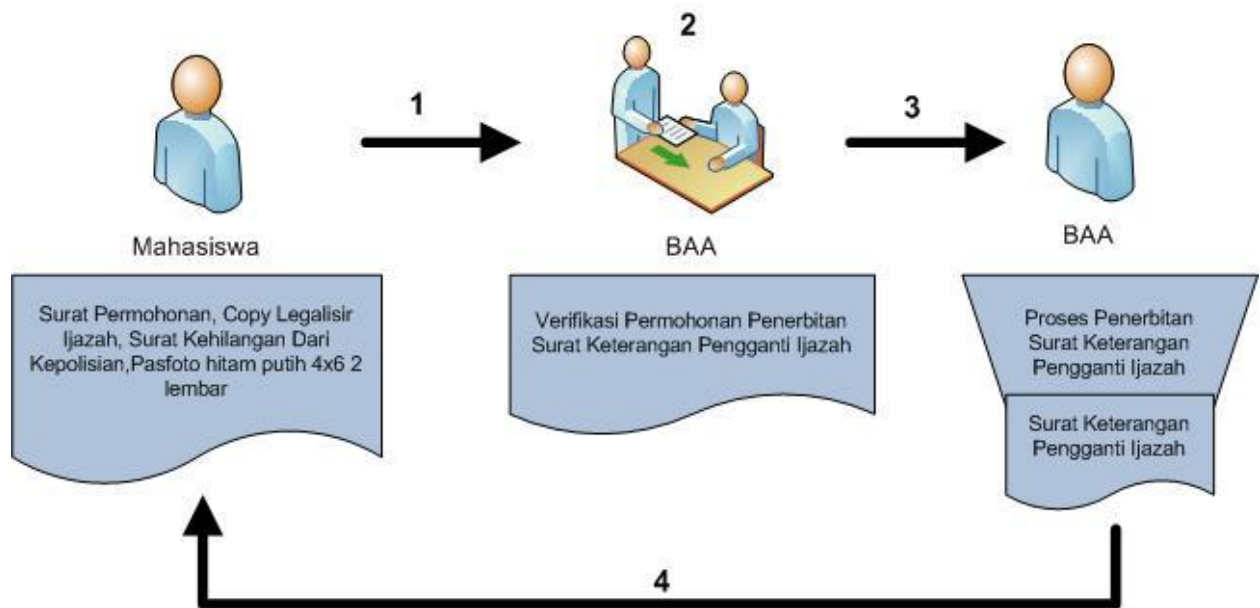 1
2
3
Mahasiswa
BAA
BAA
Surat Permohonan, Copy Legalisir
Ijazah, Surat Kehilangan Dari
Kepolisian,Pasfoto hitam putih 4x6 2
lembar
Verifikasi Permohonan Penerbitan
Surat Keterangan Pengganti Ijazah
Proses Penerbitan
Surat Keterangan
Pengganti Ijazah
Surat Keterangan
Pengganti Ijazah
4